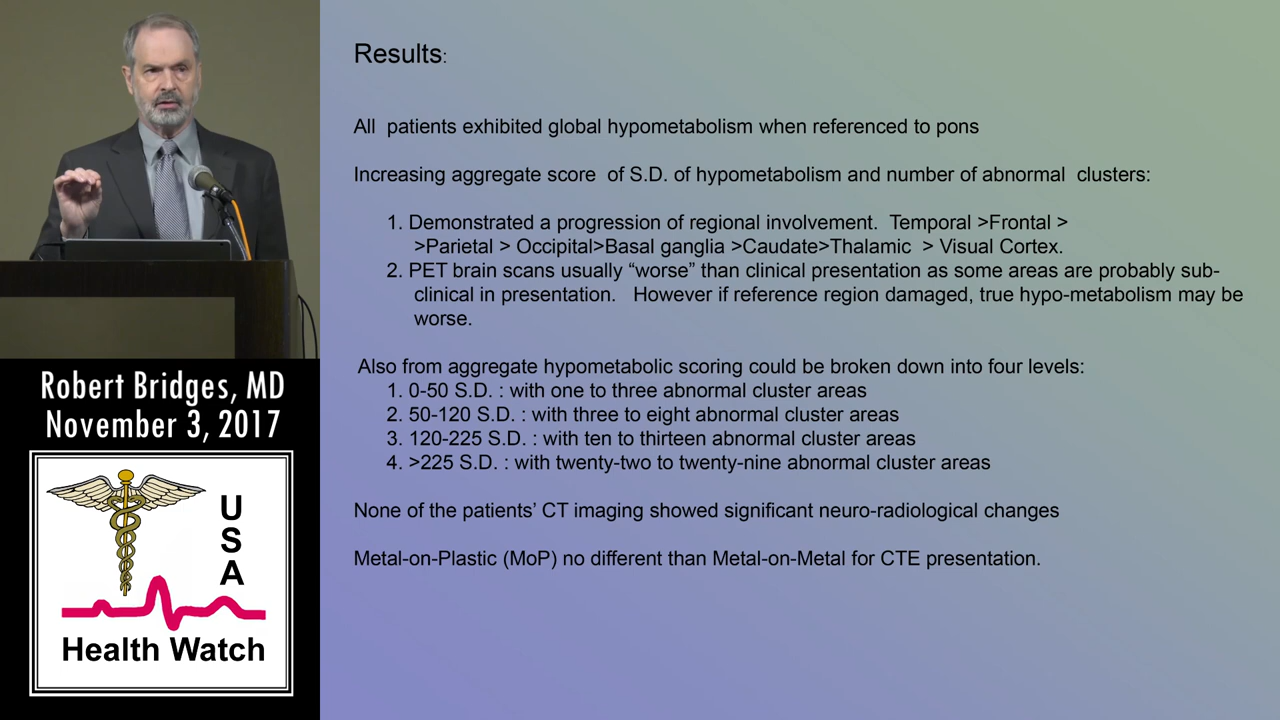 Results:
All patients exhibited global hypometabolism when referenced to pons
Increasing aggregate score of S.D. of hypometabolism and number of abnormal clusters:
1. Demonstrated a progression of regional involvement. Temporal >Frontal >
>Parietal > Occipital>Basal ganglia >Caudate>Thalamic > Visual Cortex.
2. PET brain scans usually “worse” than clinical presentation as some areas are probably sub-
clinical in presentation. However if reference region damaged, true hypo-metabolism may be
worse.
Also from aggregate hypometabolic scoring could be broken down into four levels:
1. 0-50 S.D. : with one to three abnormal cluster areas
2. 50-120 S.D. : with three to eight abnormal cluster areas
3. 120-225 S.D. : with ten to thirteen abnormal cluster areas
4. >225 S.D. : with twenty-two to twenty-nine abnormal cluster areas
None of the patients’ CT imaging showed significant neuro-radiological changes
Metal-on-Plastic (MoP) no different than Metal-on-Metal for CTE presentation.
Robert Bridges, MD
November 3, 2017
U
S
A
Health Watch